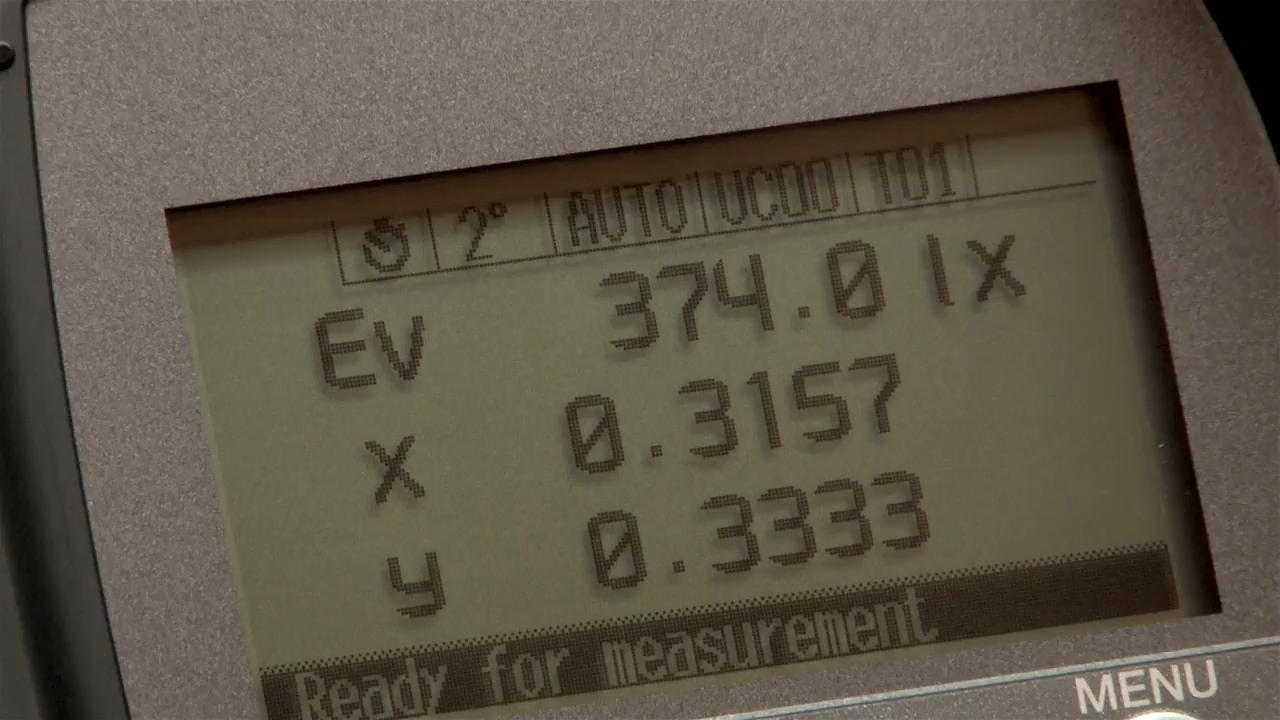 2° AUTO UC00 T01
Ev 374.0 lx
x 0.3157
y 0.3333
Ready for measurement
MENU